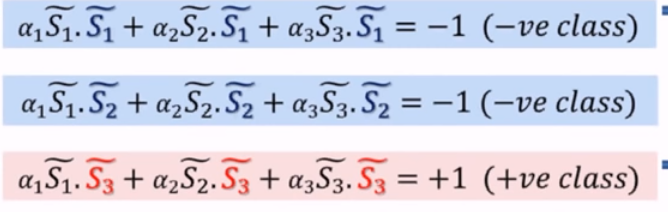 α₁S̃₁.S̃₁ + α₂S̃₂.S̃₁ + α₃S̃₃.S̃₁ = −1 (−ve class)
α₁S̃₁.S̃₂ + α₂S̃₂.S̃₂ + α₃S̃₃.S̃₂ = −1 (−ve class)
α₁S̃₁.S̃₃ + α₂S̃₂.S̃₃ + α₃S̃₃.S̃₃ = +1 (+ve class)